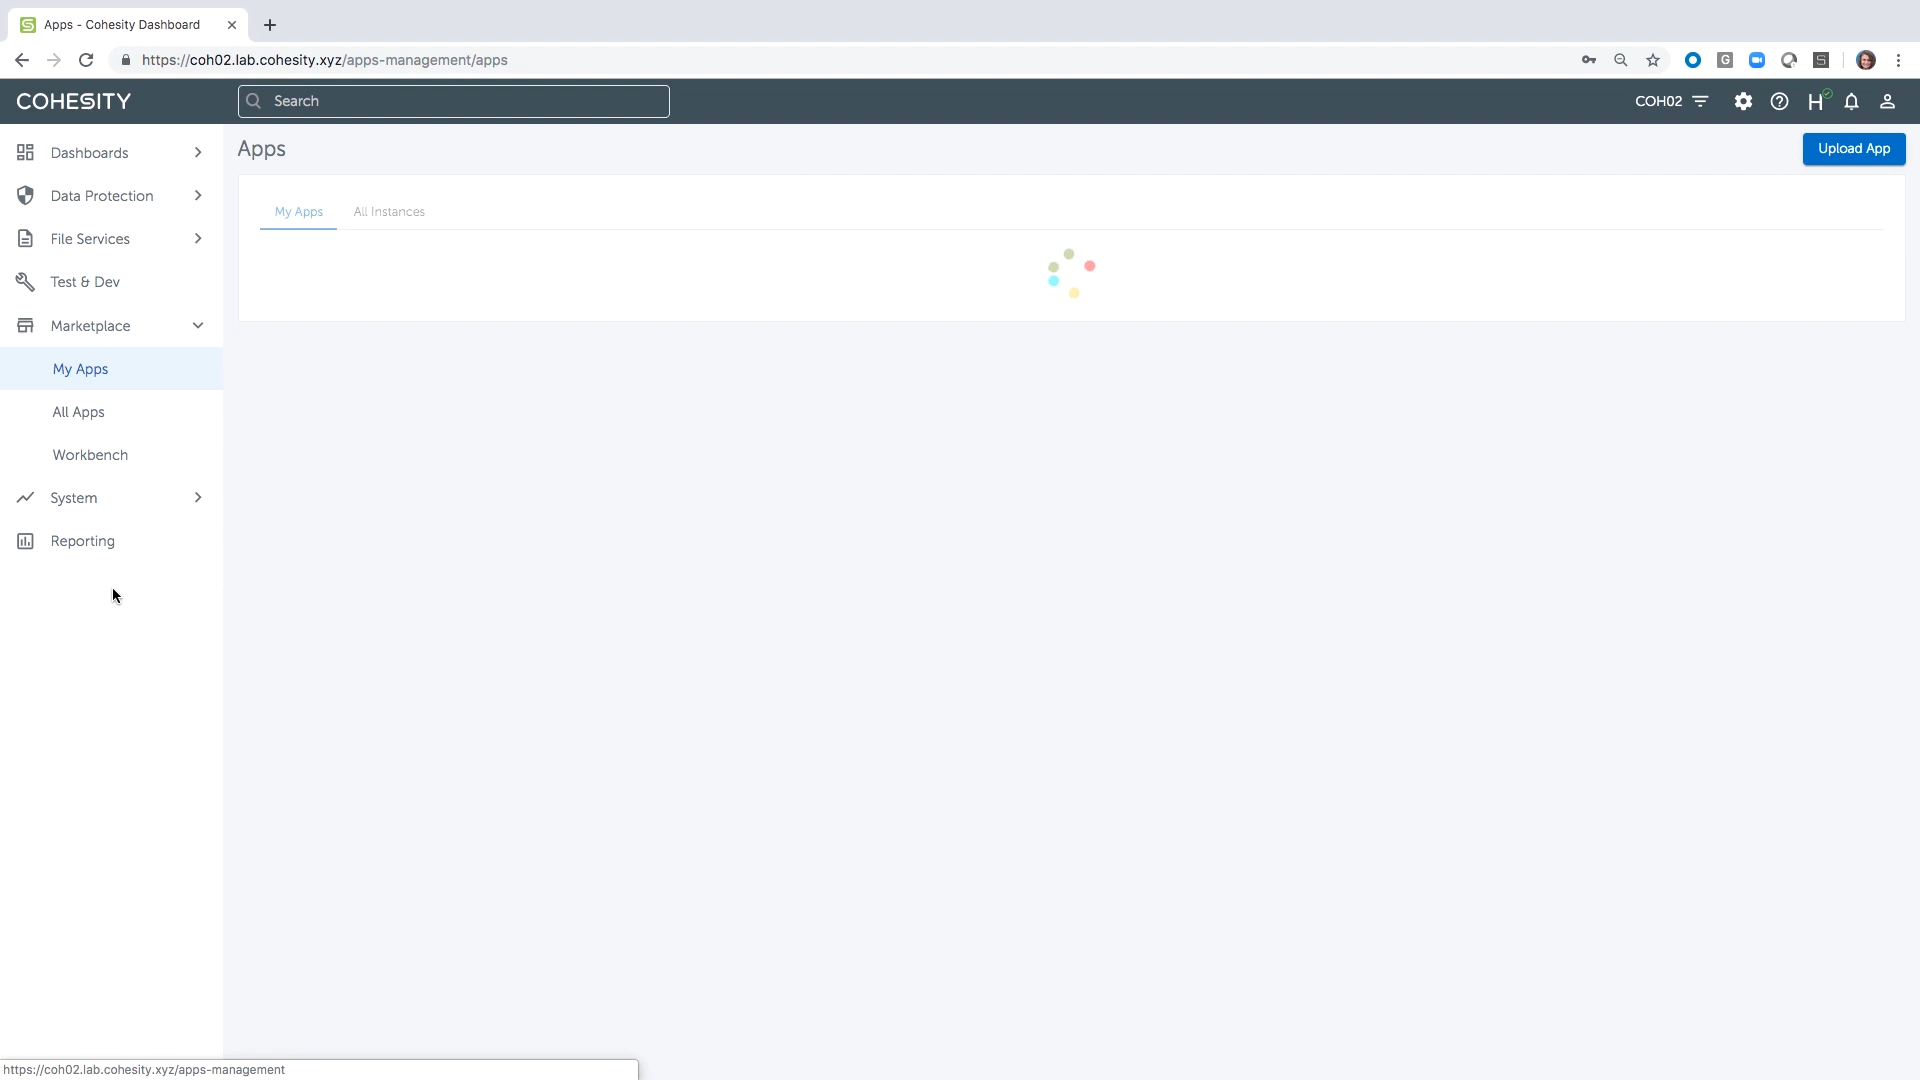 Apps - Cohesity Dashboard
https://coh02.lab.cohesity.xyz/apps-management/apps
COHESITY
Search
COH02
Dashboards
Data Protection
File Services
Test & Dev
Marketplace
My Apps
All Apps
Workbench
System
Reporting
Apps
Upload App
My Apps
All Instances
https://coh02.lab.cohesity.xyz/apps-management